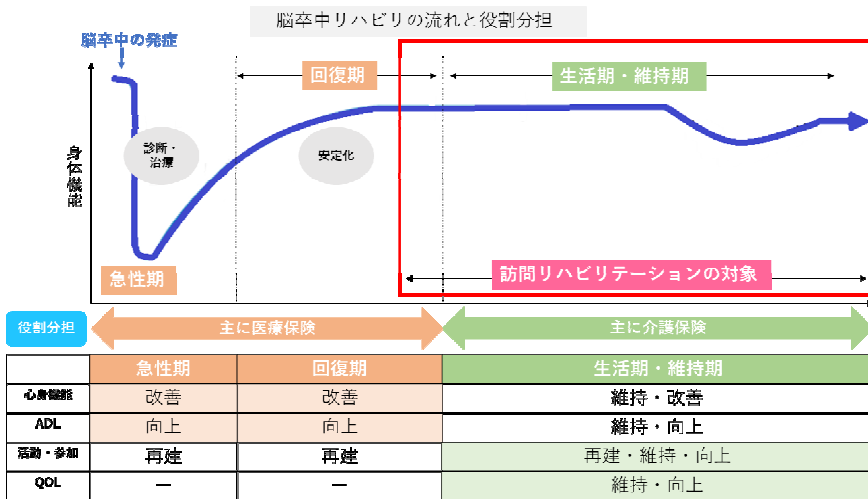 脳卒中リハビリの流れと役割分担
脳卒中の発症
回復期
生活期・維持期
身体機能
診断・
治療
安定化
急性期
訪問リハビリテーションの対象
役割分担
主に医療保険
主に介護保険
急性期 回復期 生活期・維持期
心身機能 改善 改善 維持・改善
ADL 向上 向上 維持・向上
活動・参加 再建 再建 再建・維持・向上
QOL ー ー 維持・向上